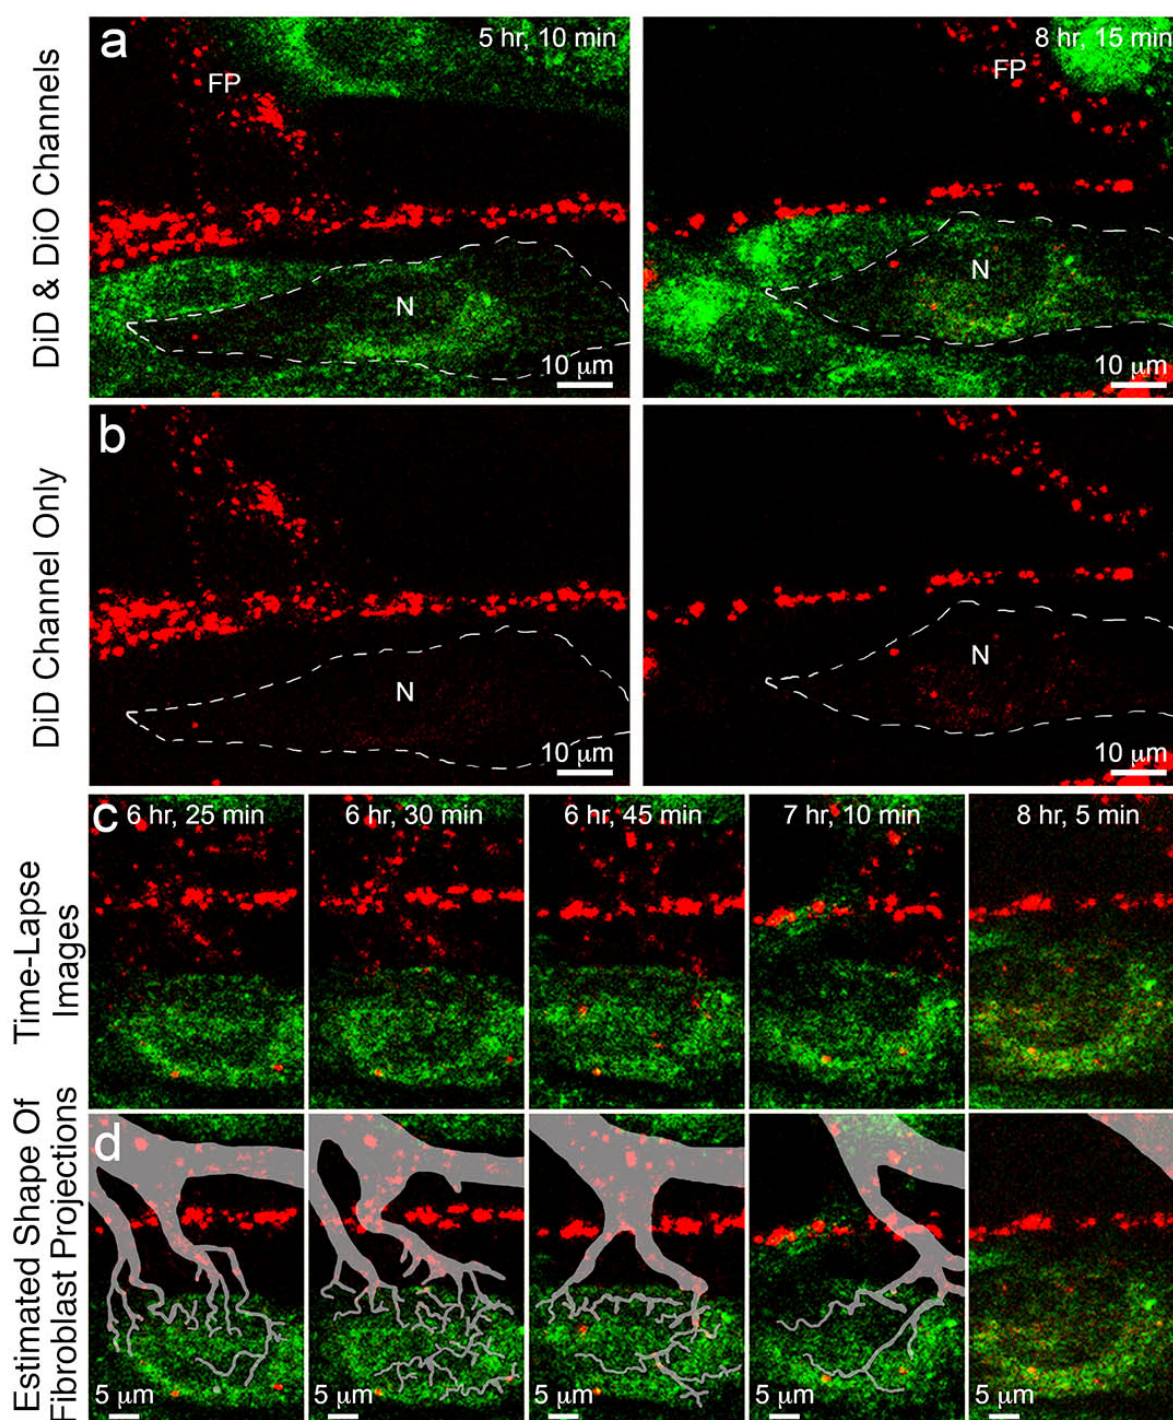 DiD & DiO Channels
a
5 hr, 10 min
FP
N
10 μm
8 hr, 15 min
FP
N
10 μm
DiD Channel Only
b
N
10 μm
N
10 μm
Time-Lapse
Images
c
6 hr, 25 min
6 hr, 30 min
6 hr, 45 min
7 hr, 10 min
8 hr, 5 min
Estimated Shape Of
Fibroblast Projections
d
5 μm
5 μm
5 μm
5 μm
5 μm